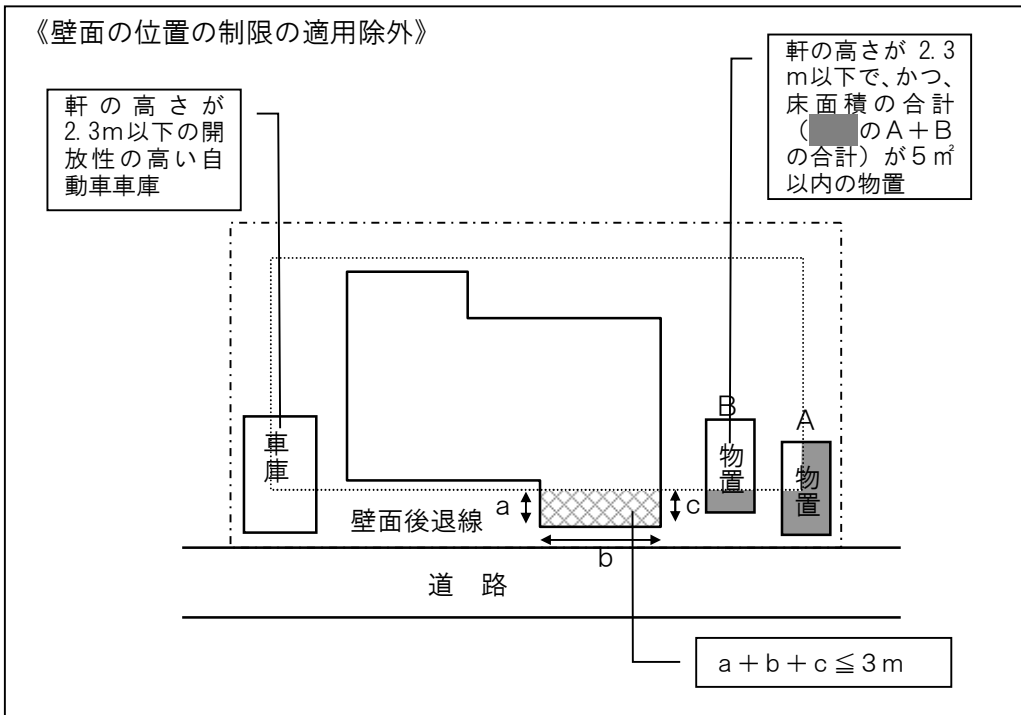 《壁面の位置の制限の適用除外》
軒の高さが
2.3m以下の開
放性の高い自
動車車庫
軒の高さが 2.3
m以下で、かつ、
床面積の合計
（ のA+B
の合計）が5㎡
以内の物置
車庫
B
物置
A
物置
a
c
壁面後退線
b
道 路
a+b+c≦3m